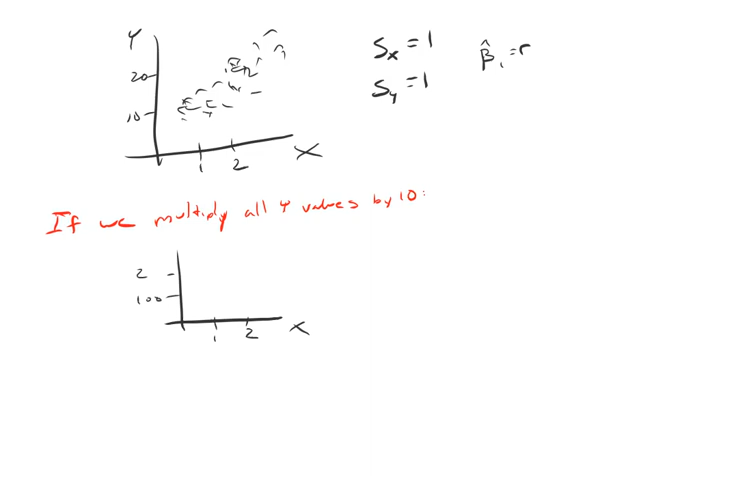 Y
20
10
1 2
X
Sx = 1
Sy = 1
β̂₁ = r
If we multiply all Y values by 10:
2
100
1 2
X